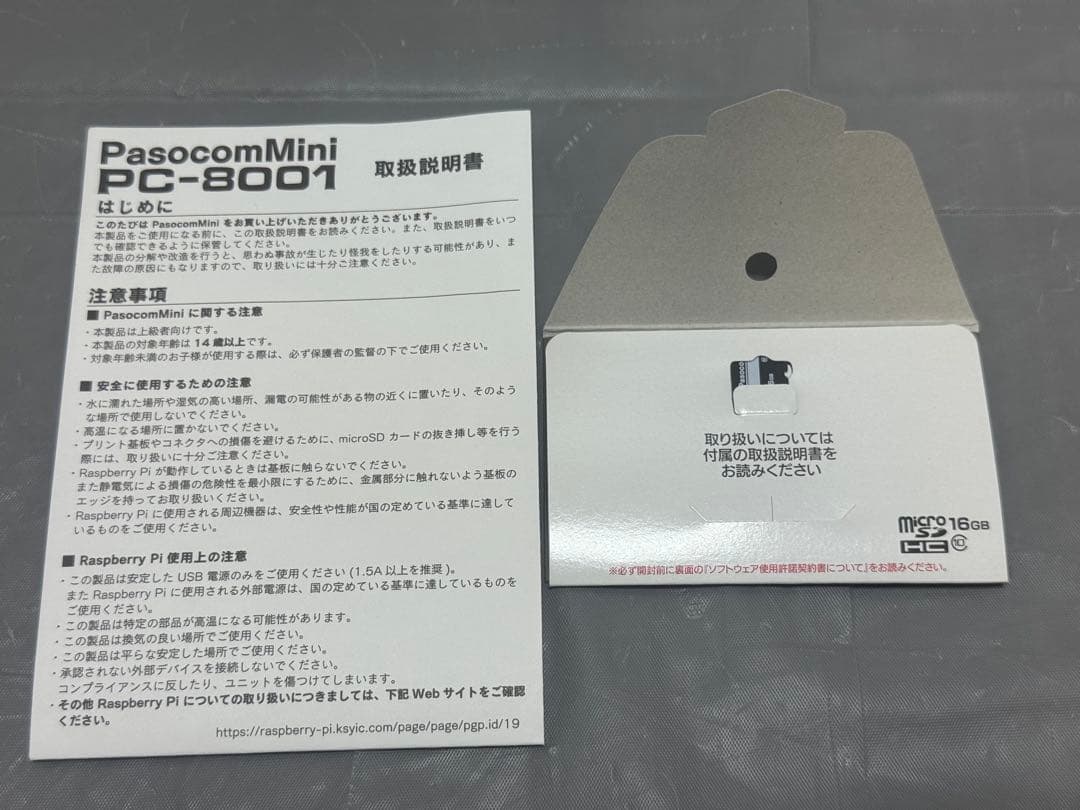 PasocomMini
PC-8001
取扱説明書
はじめに
このたびは PasocomMini をお買い上げいただきありがとうございます。
本製品をご使用になる前に、この取扱説明書をお読みください。また、取扱説明書をいつ
でも確認できるように保管してください。
本製品の分解や改造を行うと、思わぬ事故が生じたり怪我をしたりする可能性があり、ま
た故障の原因にもなりますので、取り扱いには十分ご注意ください。
注意事項
■ PasocomMini に関する注意
・本製品は上級者向けです。
・本製品の対象年齢は 14 歳以上です。
・対象年齢未満のお子様が使用する際は、必ず保護者の監督の下でご使用ください。
■ 安全に使用するための注意
・水に濡れた場所や湿気の高い場所、漏電の可能性がある物の近くに置いたり、そのよう
な場所で使用しないでください。
・高温になる場所に置かないでください。
・プリント基板やコネクタへの損傷を避けるために、microSD カードの抜き挿し等を行う
際には、取り扱いに十分ご注意ください。
・Raspberry Pi が動作しているときは基板に触らないでください。
また静電気による損傷の危険性を最小限にするために、金属部分に触れないよう基板の
エッジを持ってお取り扱いください。
・Raspberry Pi に使用される周辺機器は、安全性や性能が国の定めている基準に達して
いるものをご使用ください。
■ Raspberry Pi 使用上の注意
・この製品は安定した USB 電源のみをご使用ください (1.5A 以上を推奨 )。
また Raspberry Pi に使用される外部電源は、国の定めている基準に達しているものを
ご使用ください。
・この製品は特定の部品が高温になる可能性があります。
・この製品は換気の良い場所でご使用ください。
・この製品は平らな安定した場所でご使用ください。
・承認されない外部デバイスを接続しないでください。
コンプライアンスに反したり、ユニットを傷つけてしまいます。
・その他 Raspberry Pi についての取り扱いにつきましては、下記 Web サイトをご確認
ください。
https://raspberry-pi.ksyic.com/page/page/pgp.id/19
Pasoco
取り扱いについては
付属の取扱説明書を
お読みください
micro SD HC 16GB
10
※必ず開封前に裏面の『ソフトウェア使用許諾契約書について』をお読みください。